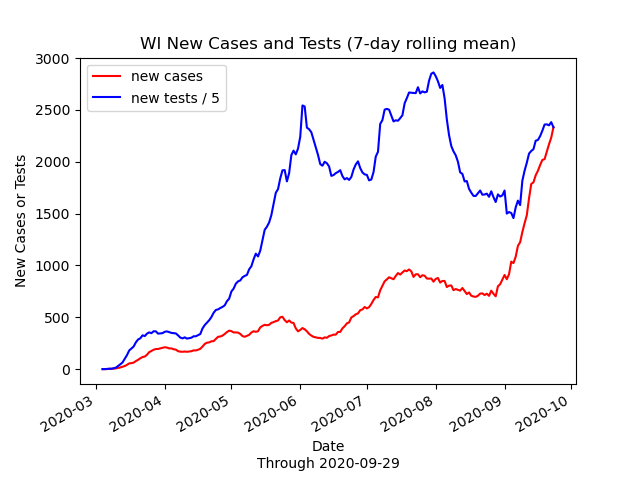 WI New Cases and Tests (7-day rolling mean)
new cases
new tests / 5
New Cases or Tests
3000
2500
2000
1500
1000
500
0
2020-03
2020-04
2020-05
2020-06
2020-07
2020-08
2020-09
2020-10
Date
Through 2020-09-29